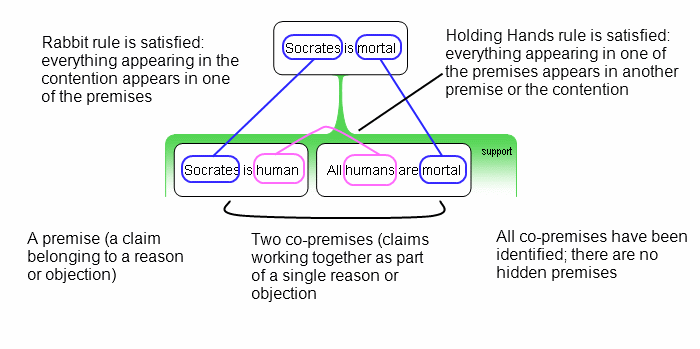 Rabbit rule is satisfied:
everything appearing in the
contention appears in one
of the premises
Socrates is mortal
Holding Hands rule is satisfied:
everything appearing in one of
the premises appears in another
premise or the contention
support
Socrates is human
All humans are mortal
A premise (a claim
belonging to a reason
or objection)
Two co-premises (claims
working together as part
of a single reason or
objection
All co-premises have been
identified; there are no
hidden premises